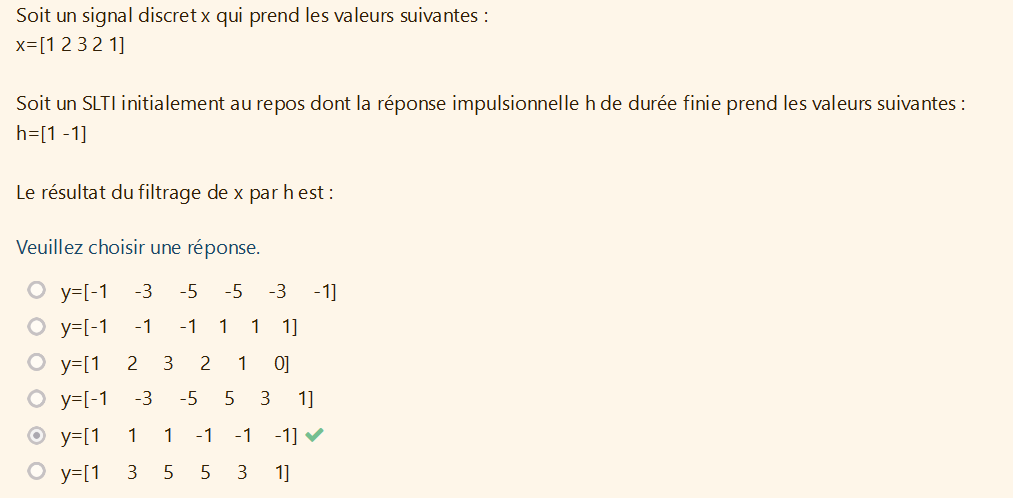 Soit un signal discret x qui prend les valeurs suivantes :
x=[1 2 3 2 1]
Soit un SLTI initialement au repos dont la réponse impulsionnelle h de durée finie prend les valeurs suivantes :
h=[1 -1]
Le résultat du filtrage de x par h est :
Veuillez choisir une réponse.
y=[-1 -3 -5 -5 -3 -1]
y=[-1 -1 -1 1 1 1]
y=[1 2 3 2 1 0]
y=[-1 -3 -5 5 3 1]
y=[1 1 1 -1 -1 -1]
y=[1 3 5 5 3 1]